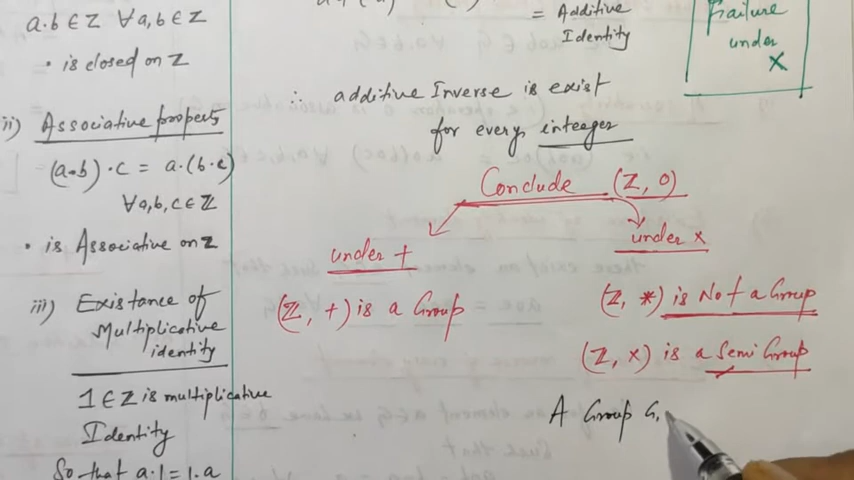 a.b ∈ Z ∀ a,b ∈ Z
• is closed on Z
ii) Associative property
(a.b).c = a.(b.c)
∀ a,b,c ∈ Z
• is Associative on Z
iii) Existance of
Multiplicative
identity
1 ∈ Z is multiplicative
Identity
So that a.1 = 1.a
= Additive
Identity
∴ additive Inverse is exist
for every integer
Conclude (Z, 0)
under +
under x
(Z, +) is a Group
(Z, *) is Not a Group
(Z, x) is a Semi Group
A Group G,
Failure
under
X